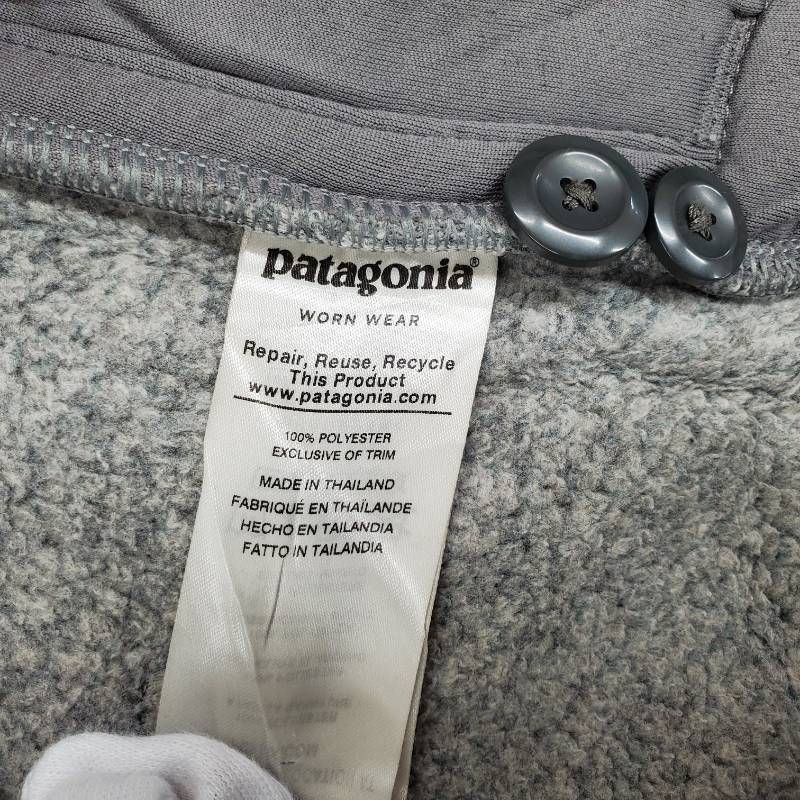 patagonia®
WORN WEAR
Repair, Reuse, Recycle
This Product
www.patagonia.com
100% POLYESTER
EXCLUSIVE OF TRIM
MADE IN THAILAND
FABRIQUÉ EN THAÏLANDE
HECHO EN TAILANDIA
FATTO IN TAILANDIA